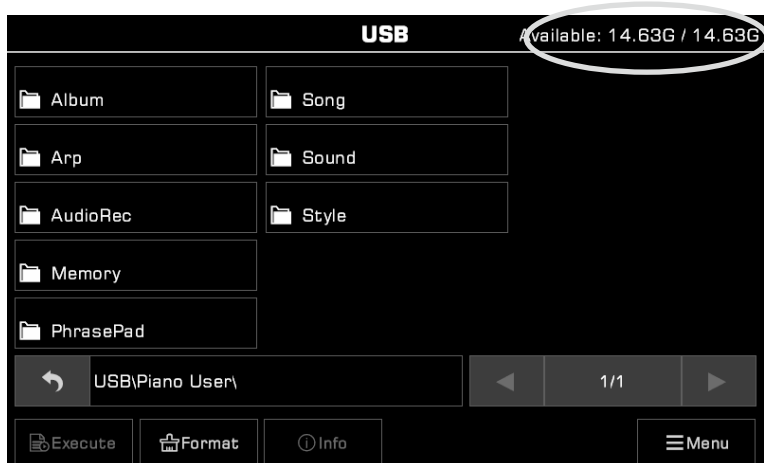 USB
Available: 14.63G / 14.63G
Album
Song
Arp
Sound
AudioRec
Style
Memory
PhrasePad
USB\Piano User\
1/1
Execute
Format
Info
Menu